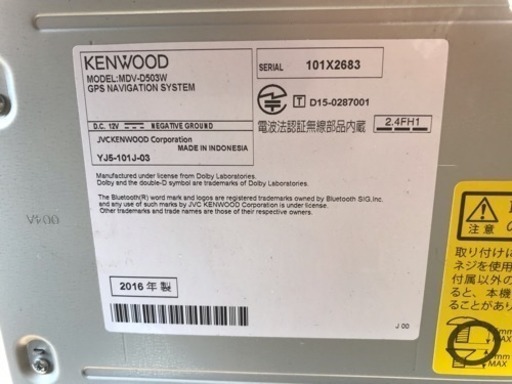 KENWOOD
MODEL:MDV-D503W
GPS NAVIGATION SYSTEM
D.C. 12V NEGATIVE GROUND
JVCKENWOOD Corporation
MADE IN INDONESIA
YJ5-101J-03
SERIAL 101X2683
T D15-0287001
電波法認証無線部品内蔵 2.4FH1
Manufactured under license from Dolby Laboratories.
Dolby and the double-D symbol are trademarks of Dolby Laboratories.
The Bluetooth(R) word mark and logos are registered trademarks owned by Bluetooth SIG,Inc.
and any use of such marks by JVC KENWOOD Corporation is under license.
Other trademarks and trade names are those of their respective owners.
2016 年 製
J 00
004A
注意
取り付けに
ネジを使用
付属以外の
ると、本機
ることがあり
MAX
MAX